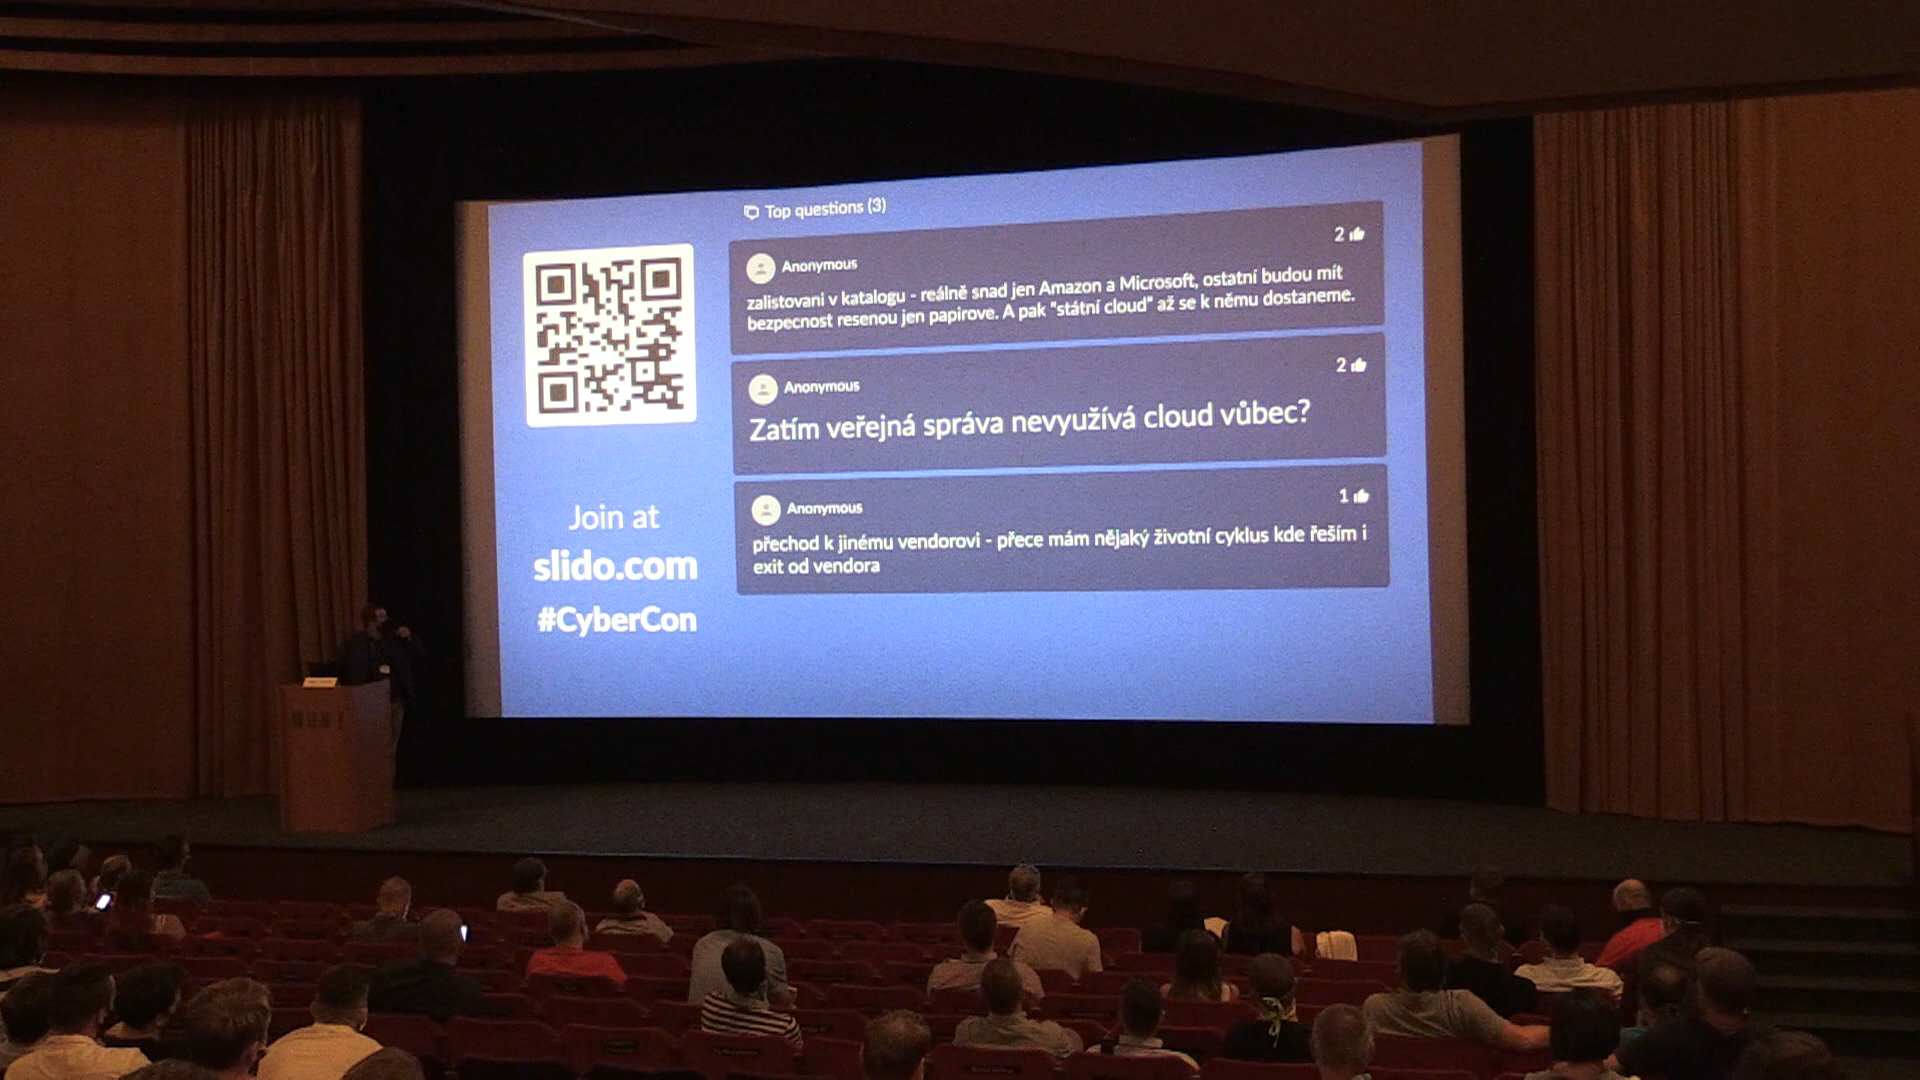 Top questions (3)
Anonymous
2
zalistovani v katalogu - reálně snad jen Amazon a Microsoft, ostatní budou mít
bezpecnost resenou jen papirove. A pak "státní cloud" až se k němu dostaneme.
Anonymous
2
Zatím veřejná správa nevyužívá cloud vůbec?
Anonymous
1
přechod k jinému vendorovi - přece mám nějaký životní cyklus kde řeším i
exit od vendora
Join at
slido.com
#CyberCon